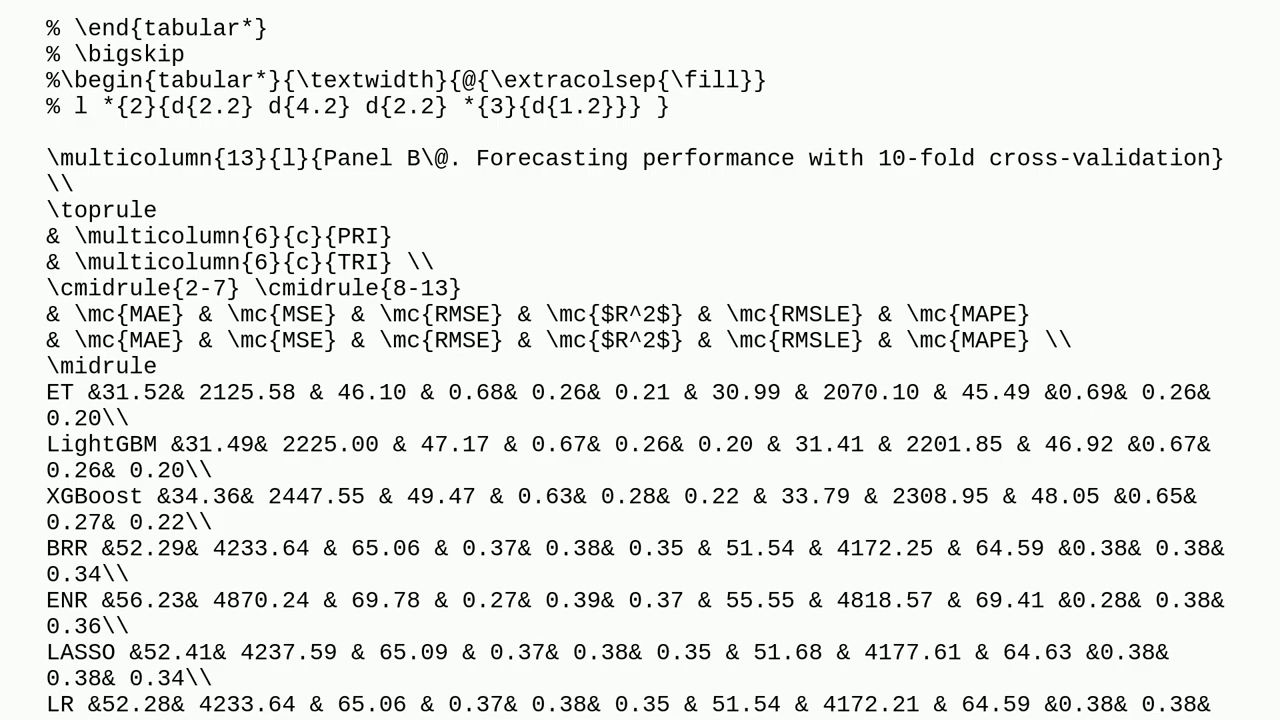 % \end{tabular*}
% \bigskip
%\begin{tabular*}{\textwidth}{@{\extracolsep{\fill}}
% l *{2}{d{2.2} d{4.2} d{2.2} *{3}{d{1.2}}} }
\multicolumn{13}{l}{Panel B\@. Forecasting performance with 10-fold cross-validation}
\\
\toprule
& \multicolumn{6}{c}{PRI}
& \multicolumn{6}{c}{TRI} \\
\cmidrule{2-7} \cmidrule{8-13}
& \mc{MAE} & \mc{MSE} & \mc{RMSE} & \mc{$R^2$} & \mc{RMSLE} & \mc{MAPE}
& \mc{MAE} & \mc{MSE} & \mc{RMSE} & \mc{$R^2$} & \mc{RMSLE} & \mc{MAPE} \\
\midrule
ET &31.52& 2125.58 & 46.10 & 0.68& 0.26& 0.21 & 30.99 & 2070.10 & 45.49 &0.69& 0.26&
0.20\\
LightGBM &31.49& 2225.00 & 47.17 & 0.67& 0.26& 0.20 & 31.41 & 2201.85 & 46.92 &0.67&
0.26& 0.20\\
XGBoost &34.36& 2447.55 & 49.47 & 0.63& 0.28& 0.22 & 33.79 & 2308.95 & 48.05 &0.65&
0.27& 0.22\\
BRR &52.29& 4233.64 & 65.06 & 0.37& 0.38& 0.35 & 51.54 & 4172.25 & 64.59 &0.38& 0.38&
0.34\\
ENR &56.23& 4870.24 & 69.78 & 0.27& 0.39& 0.37 & 55.55 & 4818.57 & 69.41 &0.28& 0.38&
0.36\\
LASSO &52.41& 4237.59 & 65.09 & 0.37& 0.38& 0.35 & 51.68 & 4177.61 & 64.63 &0.38&
0.38& 0.34\\
LR &52.28& 4233.64 & 65.06 & 0.37& 0.38& 0.35 & 51.54 & 4172.21 & 64.59 &0.38& 0.38&